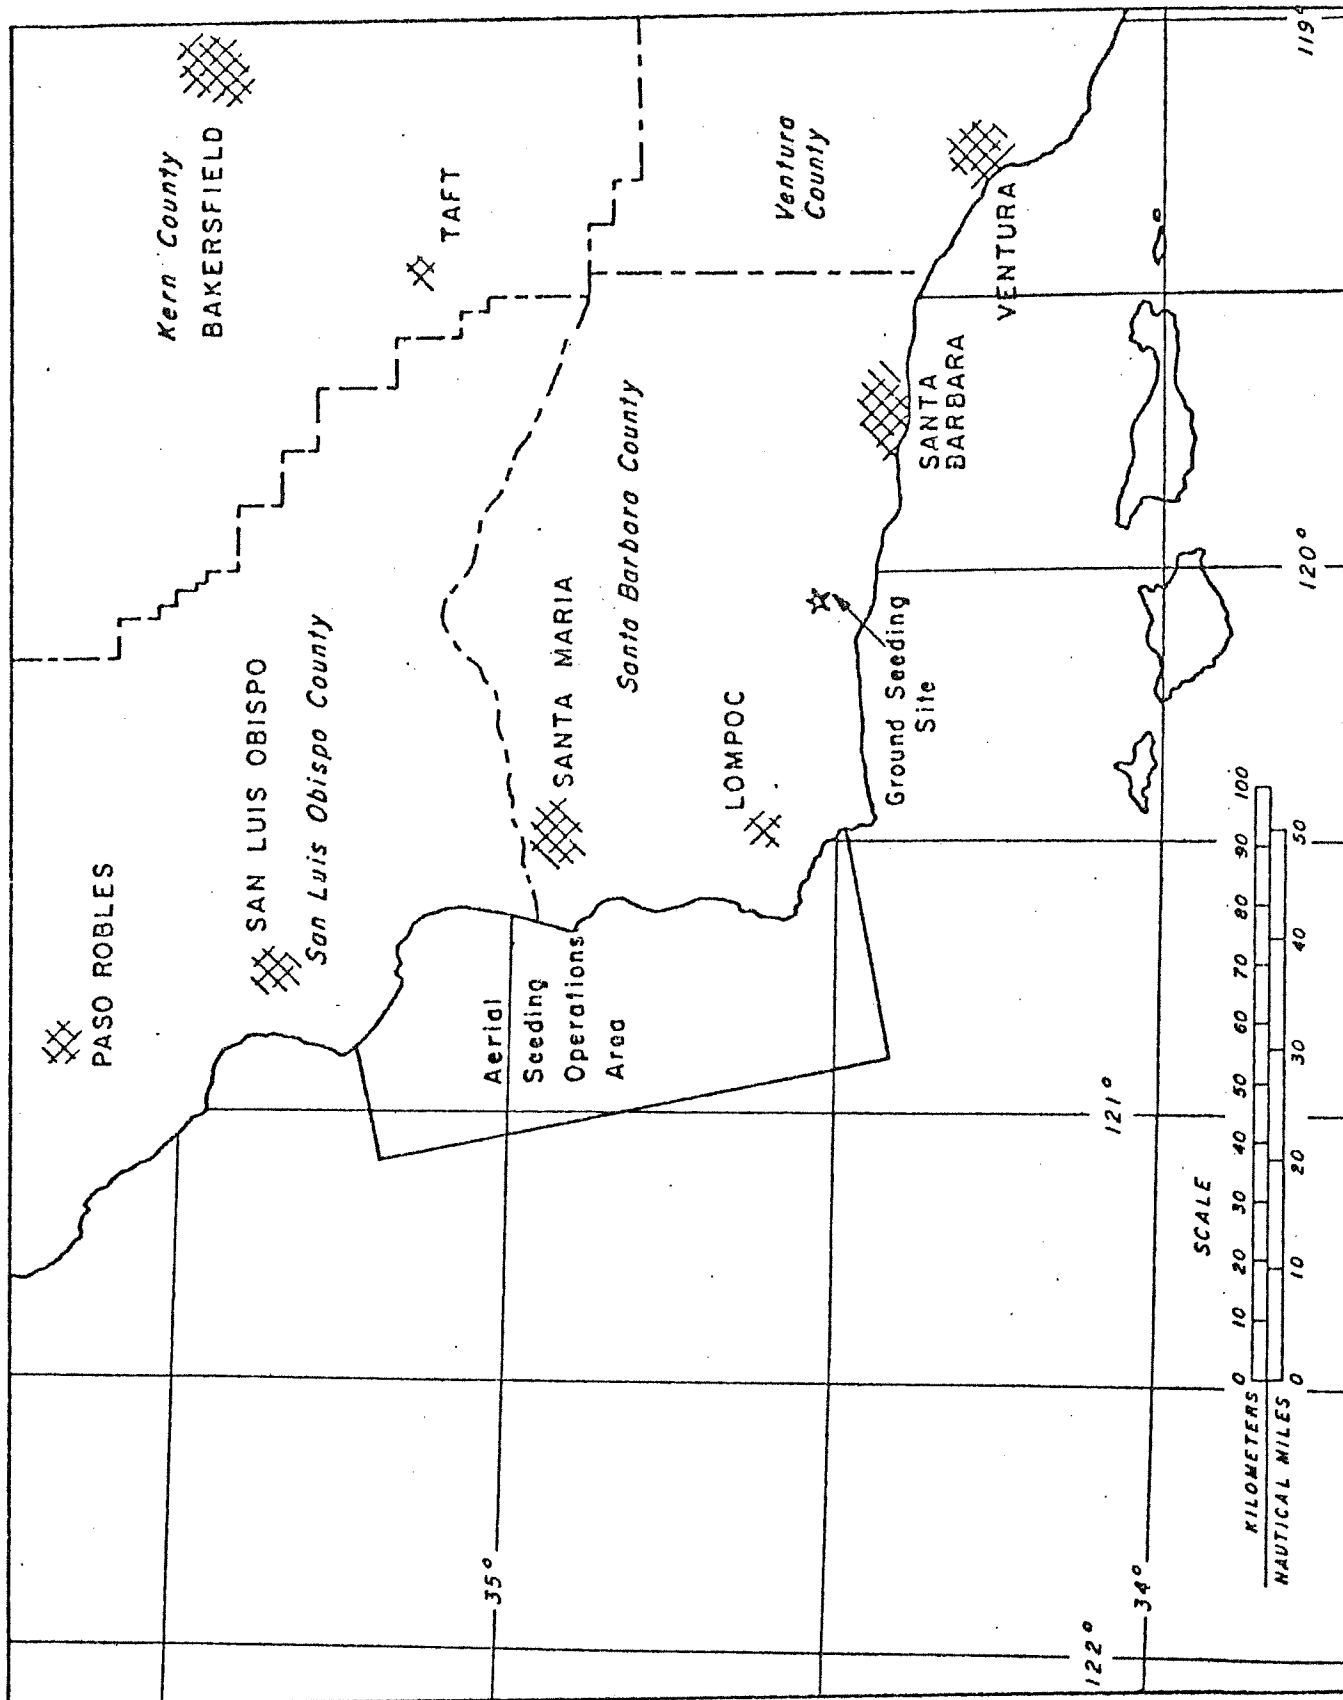 PASO ROBLES
Kern County
BAKERSFIELD
SAN LUIS OBISPO
San Luis Obispo County
TAFT
Aerial
Seeding
Operations
Area
SANTA MARIA
Santa Barbara County
Ventura
County
LOMPOC
Ground Seeding
Site
SANTA
BARBARA
VENTURA
35°
34°
122°
121°
120°
119°
SCALE
KILOMETERS
0 10 20 30 40 50 60 70 80 90 100
NAUTICAL MILES
0 10 20 30 40 50